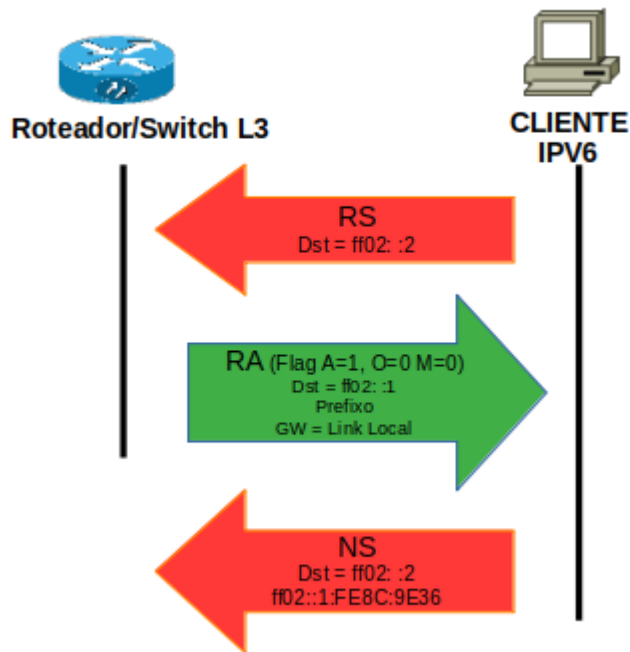 Roteador/Switch L3
CLIENTE
IPV6
RS
Dst = ff02: :2
RA (Flag A=1, O=0 M=0)
Dst = ff02: :1
Prefixo
GW = Link Local
NS
Dst = ff02: :2
ff02::1:FE8C:9E36